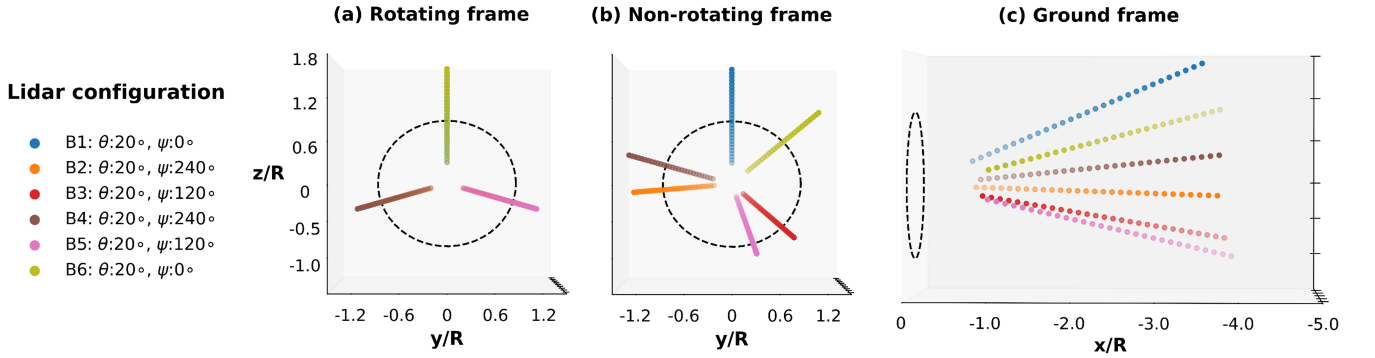 (a) Rotating frame
(b) Non-rotating frame
(c) Ground frame
Lidar configuration
B1: θ:20∘, ψ:0∘
B2: θ:20∘, ψ:240∘
B3: θ:20∘, ψ:120∘
B4: θ:20∘, ψ:240∘
B5: θ:20∘, ψ:120∘
B6: θ:20∘, ψ:0∘
z/R
1.8
1.2
0.6
0
-0.5
-1.0
-1.2 -0.6 0 0.6 1.2
y/R
-1.2 -0.6 0 0.6 1.2
y/R
0 -1.0 -2.0 -3.0 -4.0 -5.0
x/R